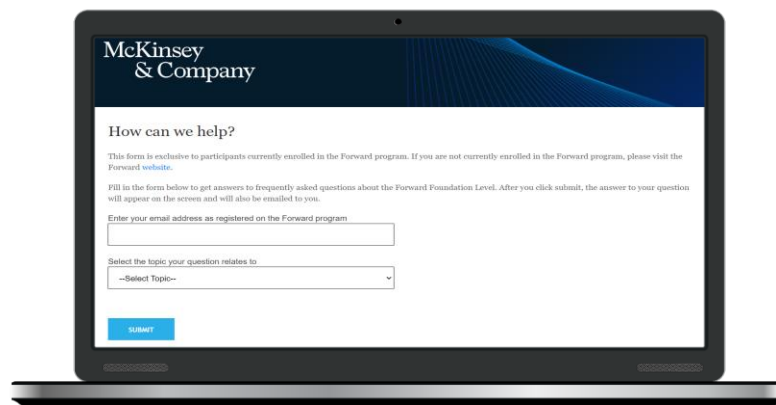 McKinsey
& Company
How can we help?
This form is exclusive to participants currently enrolled in the Forward program. If you are not currently enrolled in the Forward program, please visit the
Forward website.
Fill in the form below to get answers to frequently asked questions about the Forward Foundation Level. After you click submit, the answer to your question
will appear on the screen and will also be emailed to you.
Enter your email address as registered on the Forward program
Select the topic your question relates to
--Select Topic--
SUBMIT